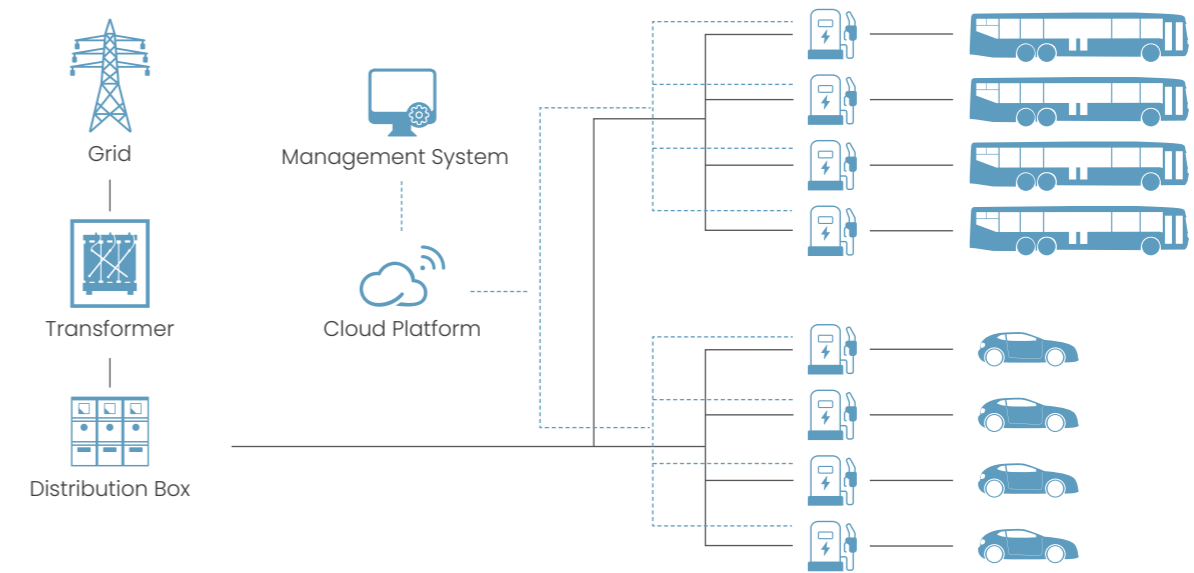 Grid
Management System
Transformer
Cloud Platform
Distribution Box